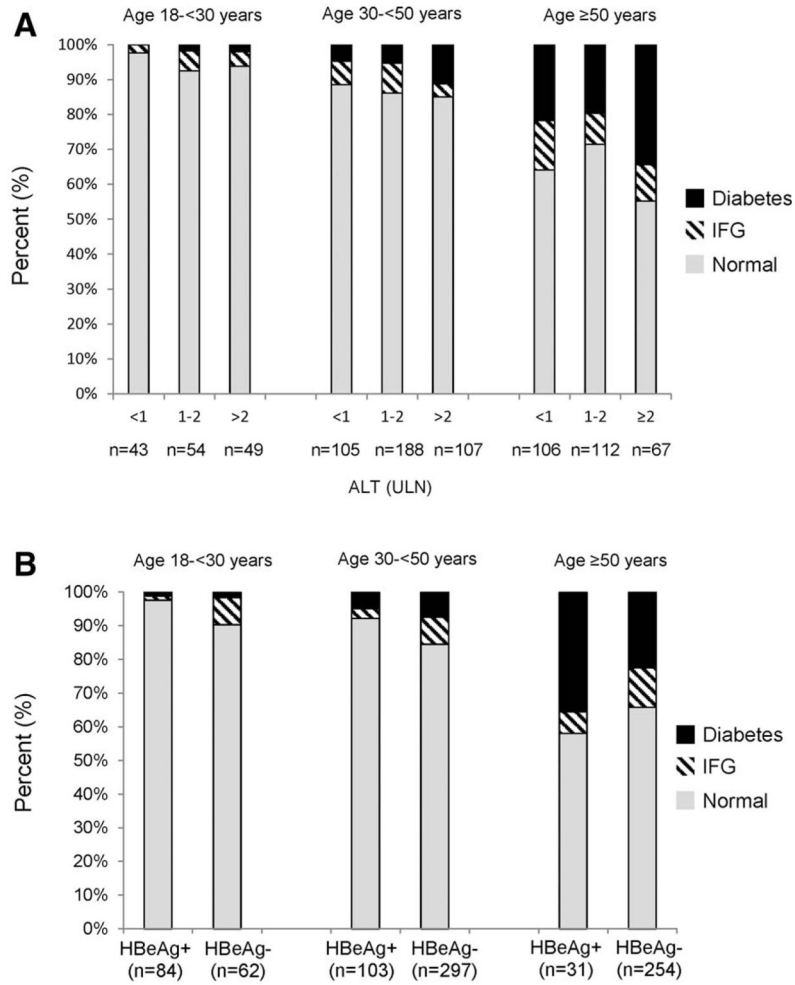 A
Age 18-<30 years Age 30-<50 years Age ≥50 years
Percent (%)
100%
90%
80%
70%
60%
50%
40%
30%
20%
10%
0%
Diabetes
IFG
Normal
<1 1-2 >2 <1 1-2 >2 <1 1-2 ≥2
n=43 n=54 n=49 n=105 n=188 n=107 n=106 n=112 n=67
ALT (ULN)
B
Age 18-<30 years Age 30-<50 years Age ≥50 years
Percent (%)
100%
90%
80%
70%
60%
50%
40%
30%
20%
10%
0%
Diabetes
IFG
Normal
HBeAg+ HBeAg- HBeAg+ HBeAg- HBeAg+ HBeAg-
(n=84) (n=62) (n=103) (n=297) (n=31) (n=254)